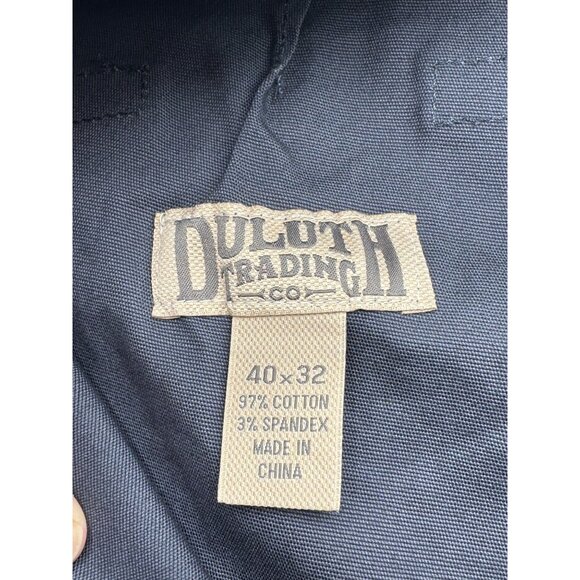 DULUTH
TRADING
CO
40x32
97% COTTON
3% SPANDEX
MADE IN
CHINA